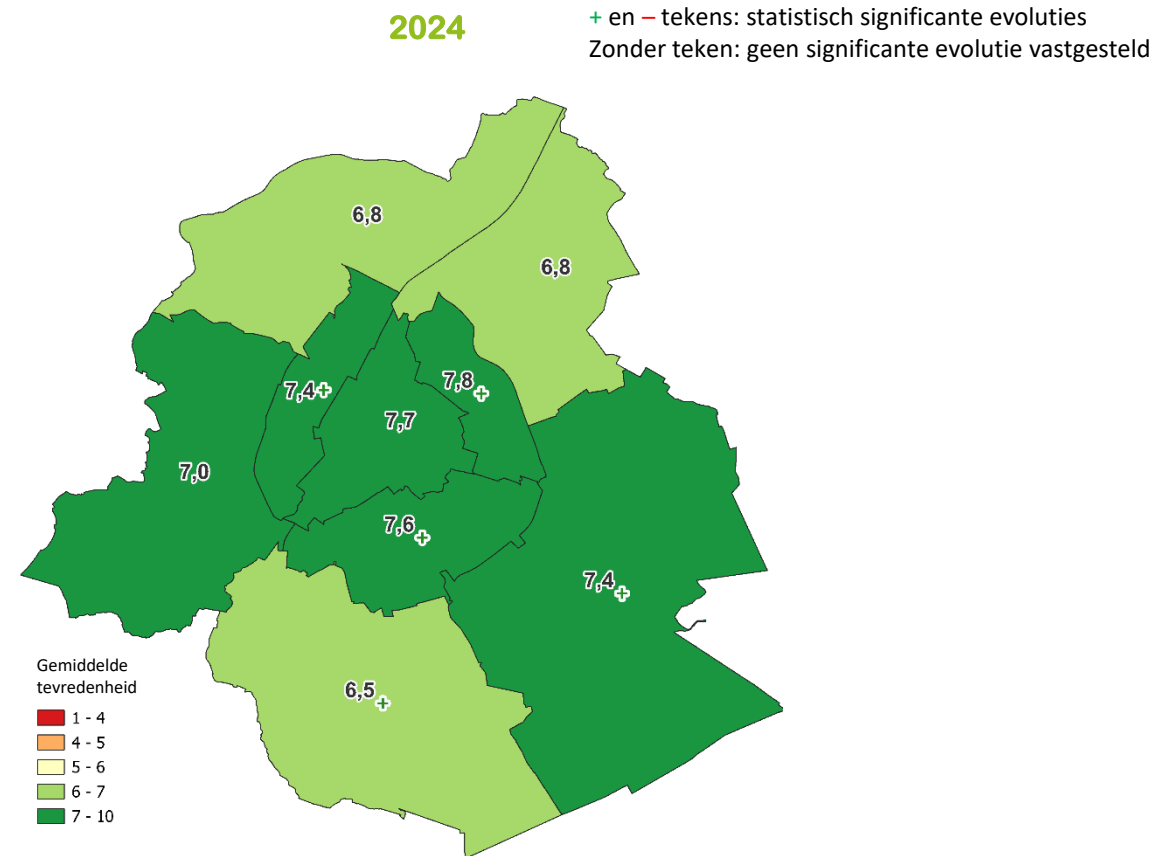 2024
+ en – tekens: statistisch significante evoluties
Zonder teken: geen significante evolutie vastgesteld
6,8
6,8
7,4+
7,8+
7,7
7,0
7,6+
7,4+
6,5+
Gemiddelde
tevredenheid
1 - 4
4 - 5
5 - 6
6 - 7
7 - 10